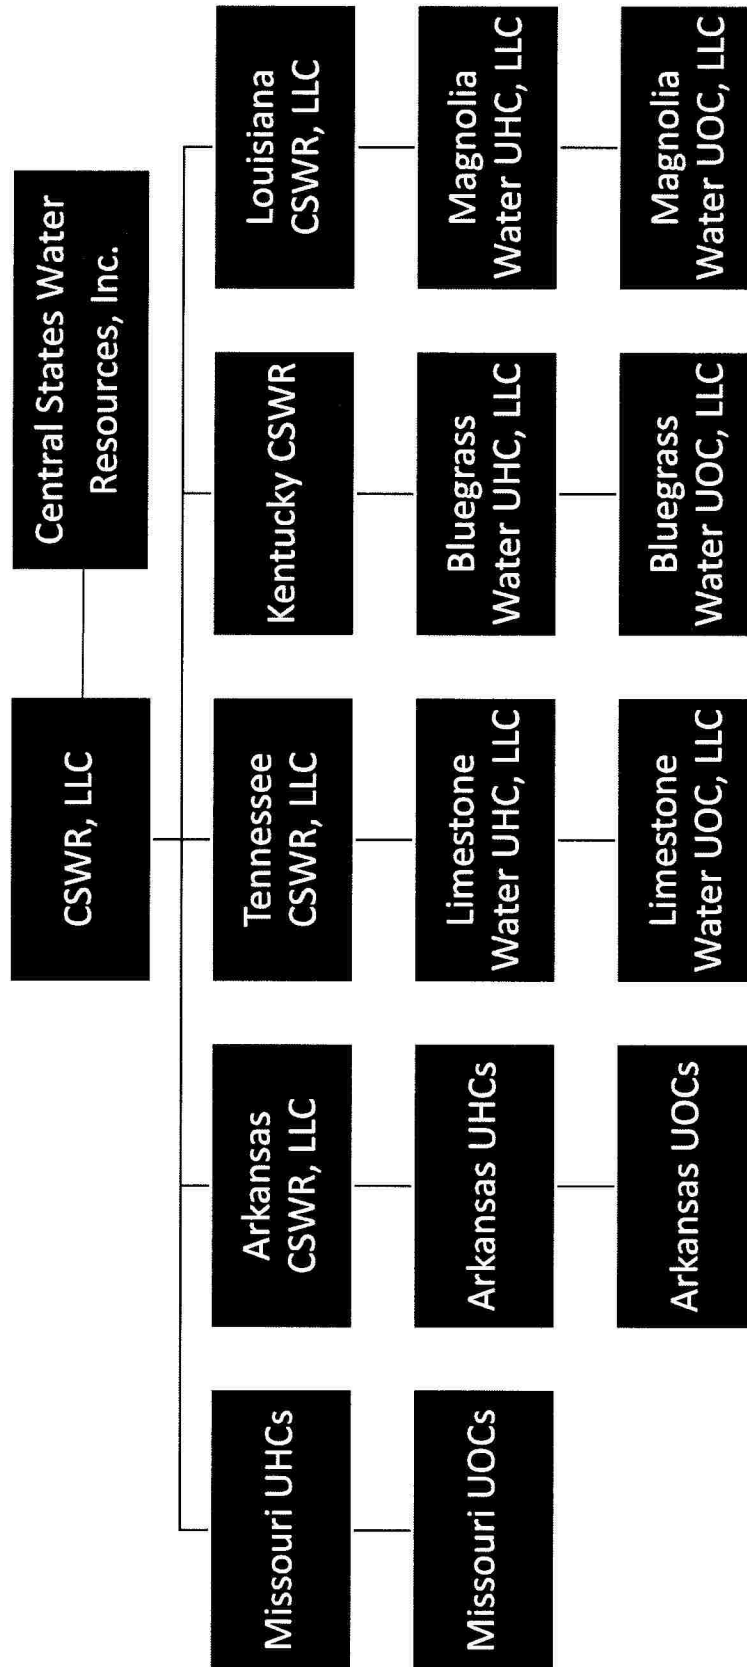 CSWR, LLC
Central States Water
Resources, Inc.
Missouri UHCs
Arkansas
CSWR, LLC
Tennessee
CSWR, LLC
Kentucky CSWR
Louisiana
CSWR, LLC
Missouri UOCs
Arkansas UHCs
Limestone
Water UHC, LLC
Bluegrass
Water UHC, LLC
Magnolia
Water UHC, LLC
Arkansas UOCs
Limestone
Water UOC, LLC
Bluegrass
Water UOC, LLC
Magnolia
Water UOC, LLC